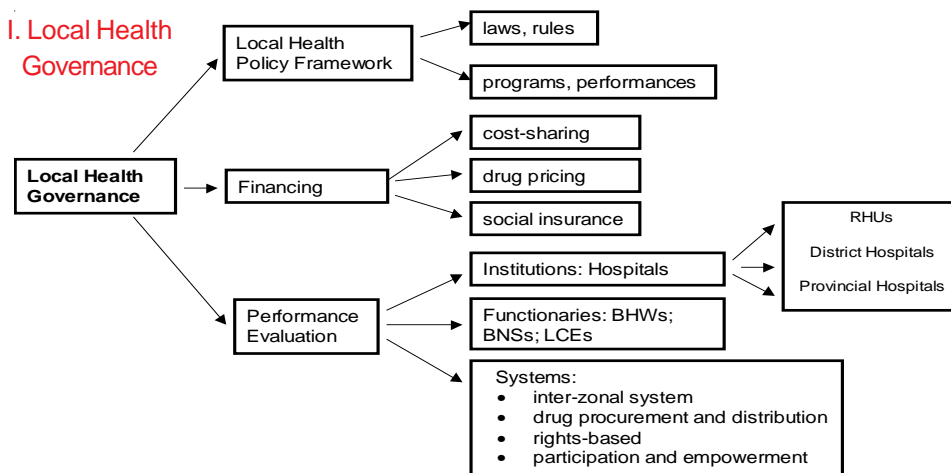 I. Local Health
Governance
Local Health
Policy Framework
laws, rules
programs, performances
Local Health
Governance
Financing
cost-sharing
drug pricing
social insurance
Performance
Evaluation
Institutions: Hospitals
RHUs
District Hospitals
Provincial Hospitals
Functionaries: BHWs;
BNSs; LCEs
Systems:
• inter-zonal system
• drug procurement and distribution
• rights-based
• participation and empowerment